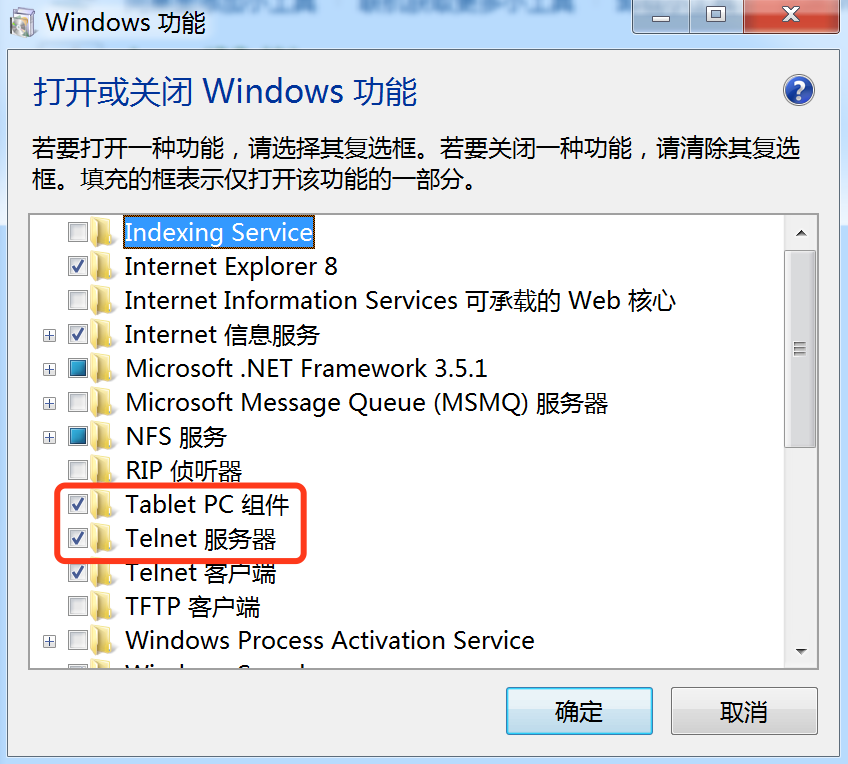 Windows 功能
打开或关闭 Windows 功能
若要打开一种功能，请选择其复选框。若要关闭一种功能，请清除其复选
框。填充的框表示仅打开该功能的一部分。
Indexing Service
Internet Explorer 8
Internet Information Services 可承载的 Web 核心
Internet 信息服务
Microsoft .NET Framework 3.5.1
Microsoft Message Queue (MSMQ) 服务器
NFS 服务
RIP 侦听器
Tablet PC 组件
Telnet 服务器
Telnet 客户端
TFTP 客户端
Windows Process Activation Service
确定
取消